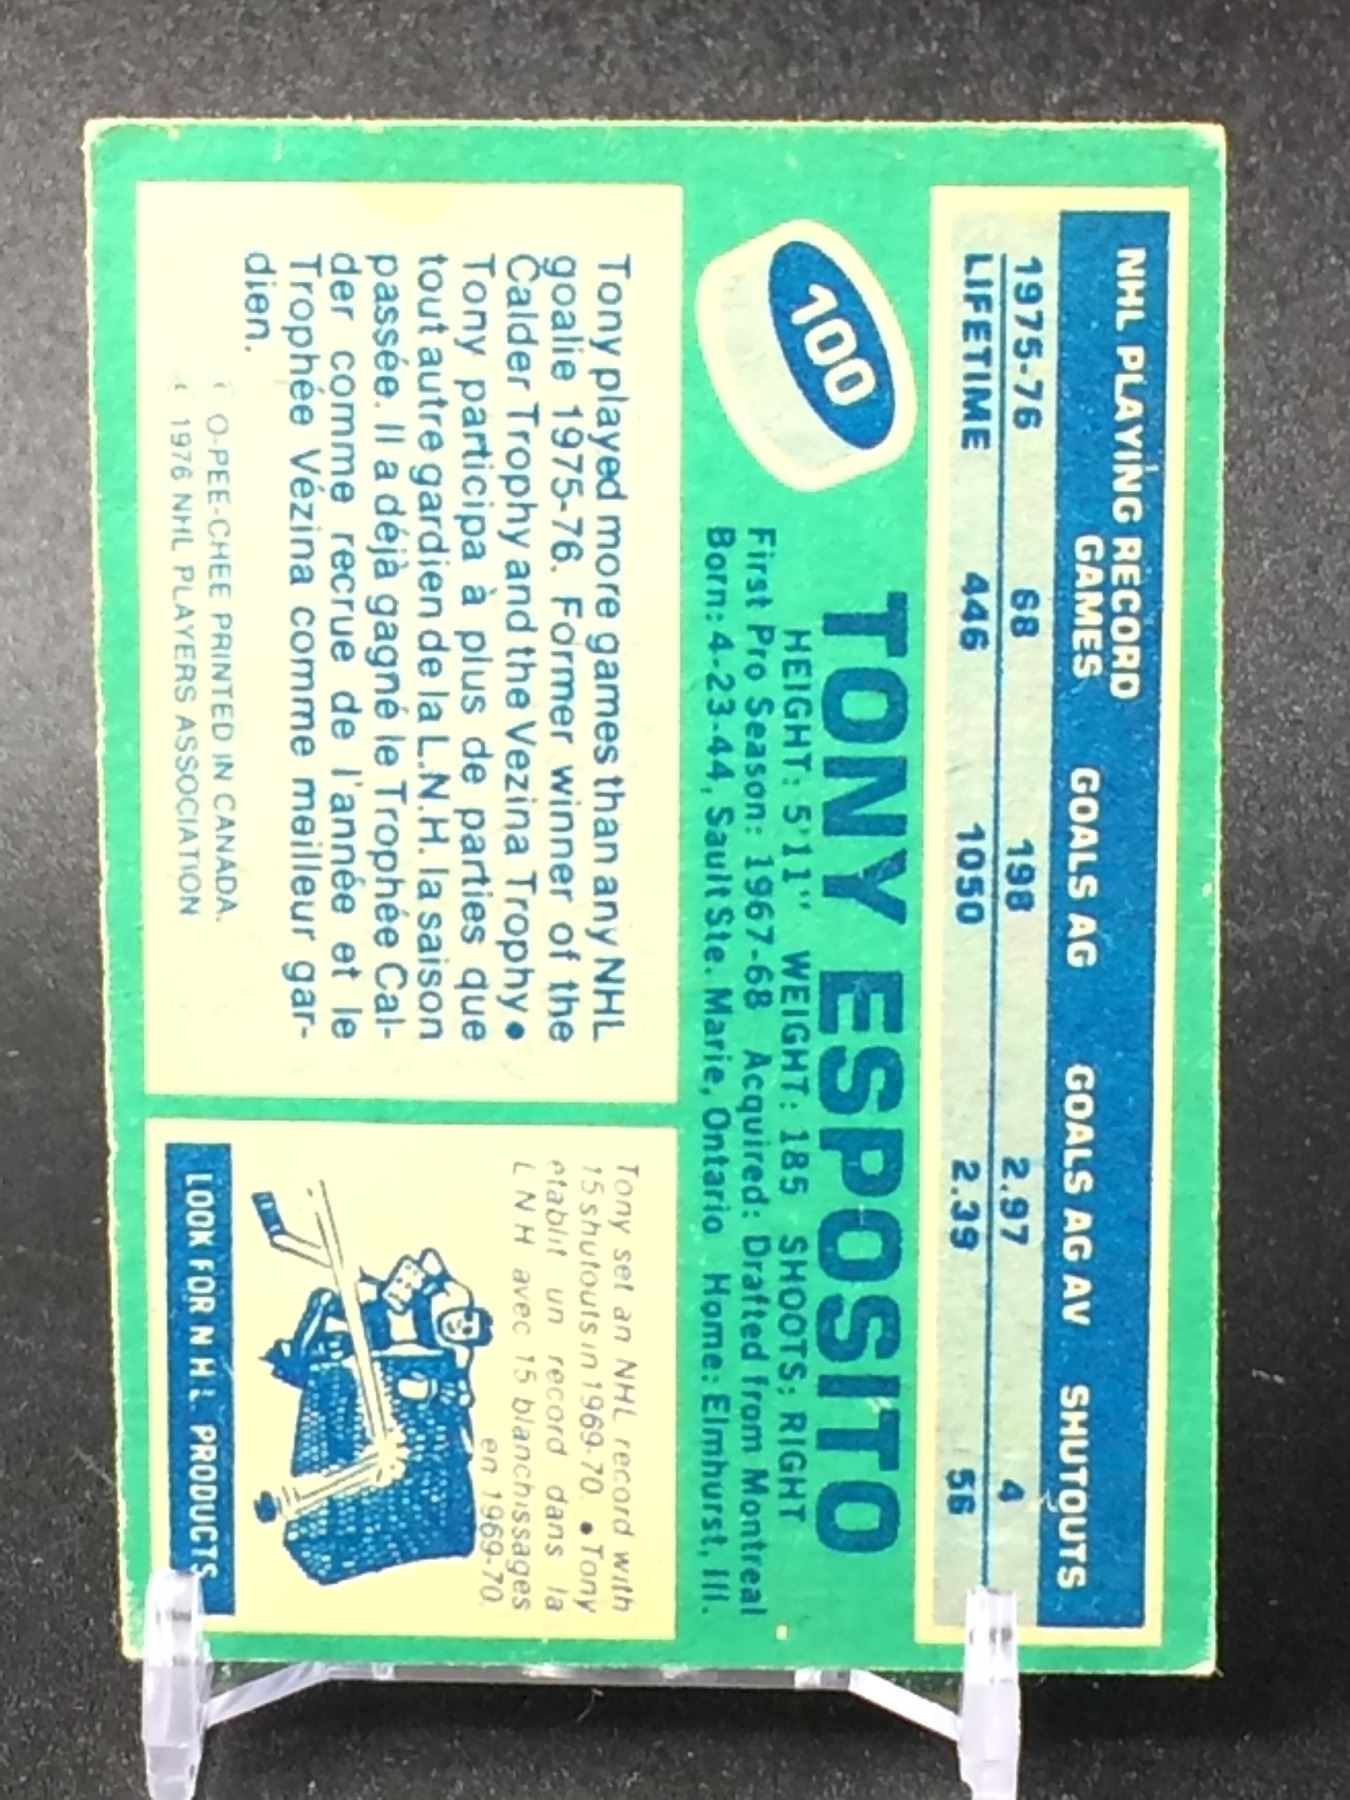 NHL PLAYING RECORD
GAMES GOALS AG GOALS AG AV SHUTOUTS
1975-76 68 198 2.97 4
LIFETIME 446 1050 2.39 56
100
TONY ESPOSITO
HEIGHT: 5'11" WEIGHT: 185 SHOOTS: RIGHT
First Pro Season: 1967-68 Acquired: Drafted from Montreal
Born: 4-23-44, Sault Ste. Marie, Ontario Home: Elmhurst, Ill.
Tony played more games than any NHL
goalie 1975-76. Former winner of the
Calder Trophy and the Vezina Trophy •
Tony participa à plus de parties que
tout autre gardien de la L.N.H. la saison
passée. Il a déjà gagné le Trophée Cal-
der comme recrue de l'année et le
Trophée Vézina comme meilleur gar-
dien.
O-PEE-CHEE PRINTED IN CANADA.
1976 NHL PLAYERS ASSOCIATION
Tony set an NHL record with
15 shutouts in 1969-70. • Tony
etablit un record dans la
L N H avec 15 blanchissages
en 1969-70.
LOOK FOR N H L PRODUCTS